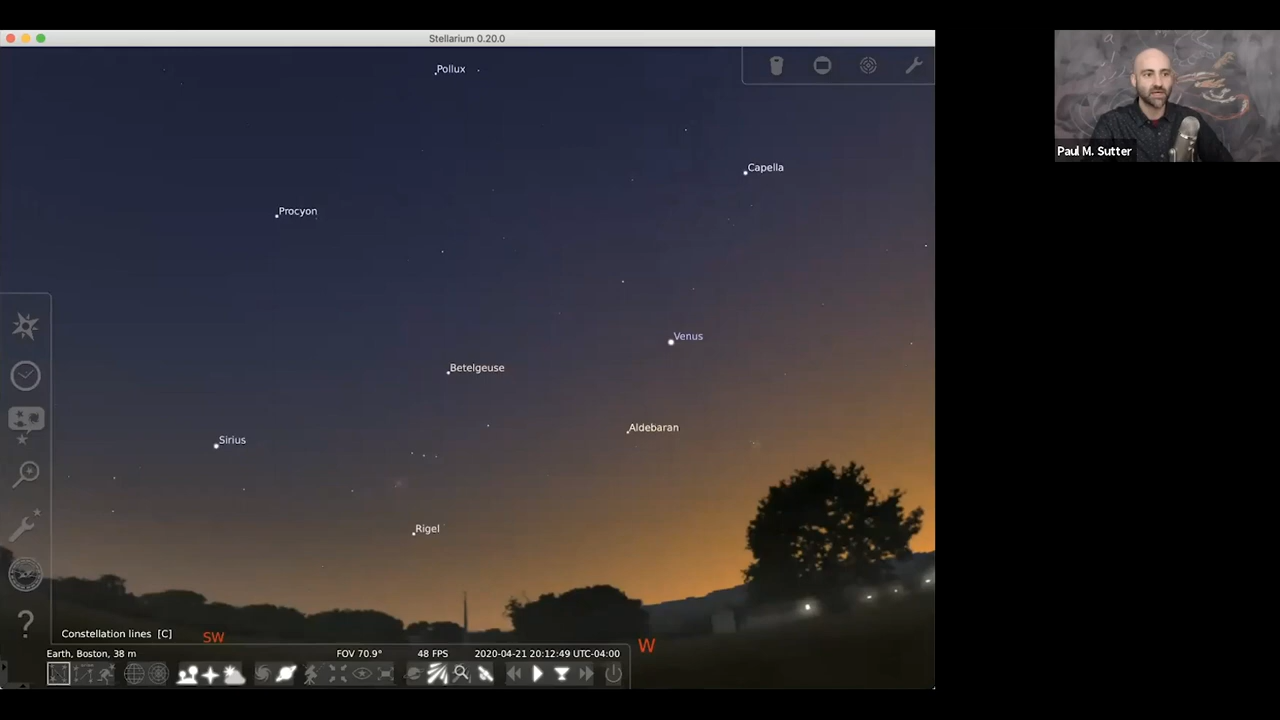 Stellarium 0.20.0
Pollux
Capella
Procyon
Paul M. Sutter
Venus
Betelgeuse
Aldebaran
Sirius
Rigel
Constellation lines [C]
SW
W
Earth, Boston, 38 m FOV 70.9° 48 FPS 2020-04-21 20:12:49 UTC-04:00
?